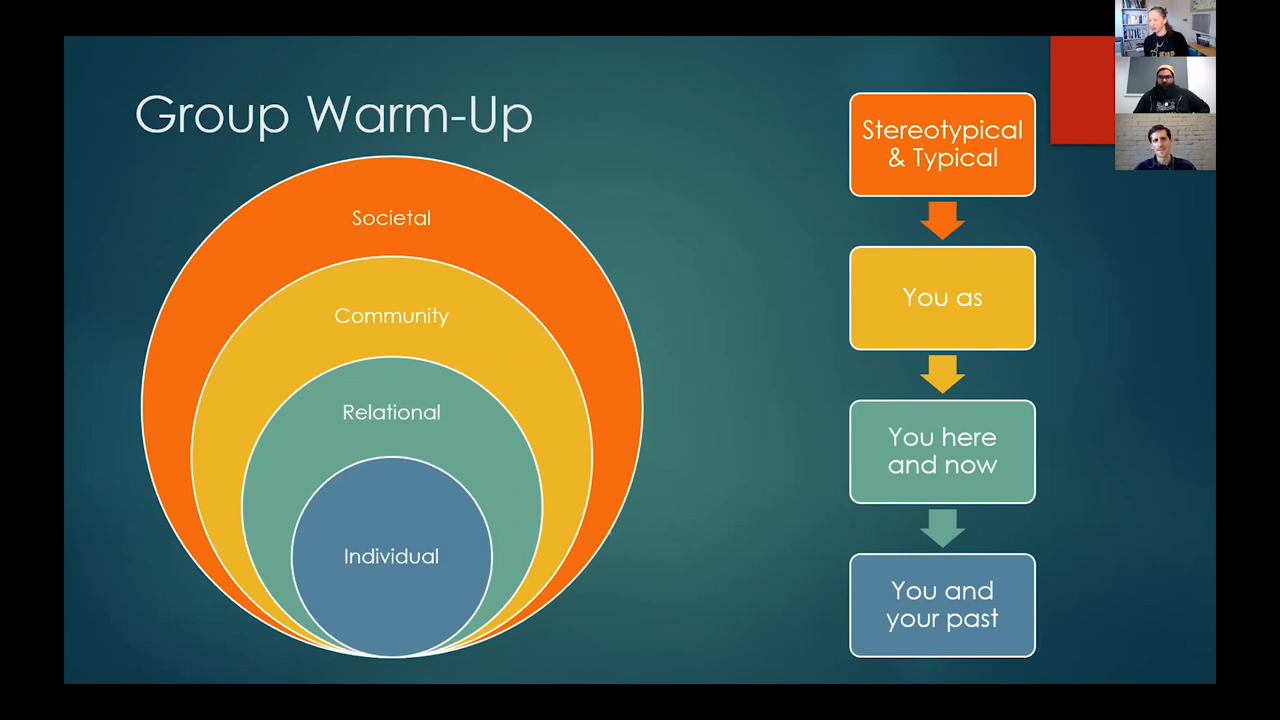 Group Warm-Up
Societal
Community
Relational
Individual
Stereotypical
& Typical
You as
You here
and now
You and
your past